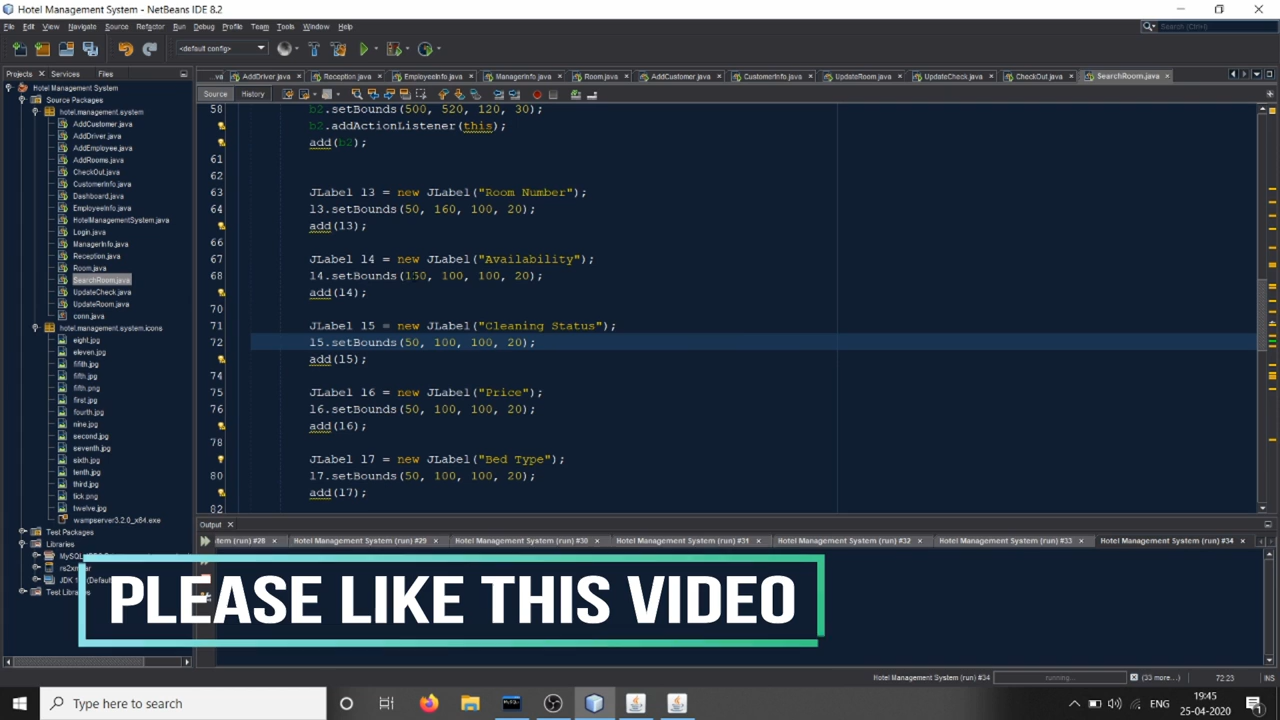 Hotel Management System - NetBeans IDE 8.2
File Edit View Navigate Source Refactor Run Debug Profile Team Tools Window Help
Search (Ctrl+I)
<default config>
Projects Services Files
.va AddDriver.java Reception.java EmployeeInfo.java ManagerInfo.java Room.java AddCustomer.java CustomerInfo.java UpdateRoom.java UpdateCheck.java CheckOut.java SearchRoom.java
Source History
Hotel Management System
Source Packages
hotel.management.system
AddCustomer.java
AddDriver.java
AddEmployee.java
AddRooms.java
CheckOut.java
CustomerInfo.java
Dashboard.java
EmployeeInfo.java
HotelManagementSystem.java
Login.java
ManagerInfo.java
Reception.java
Room.java
SearchRoom.java
UpdateCheck.java
UpdateRoom.java
conn.java
hotel.management.system.icons
eight.jpg
eleven.jpg
fifth.jpg
fifth.png
first.jpg
fourth.jpg
nine.jpg
second.jpg
seventh.jpg
sixth.jpg
tenth.jpg
third.jpg
tick.png
twelve.jpg
wampserver3.2.0_x64.exe
Test Packages
Libraries
58 b2.setBounds(500, 520, 120, 30);
b2.addActionListener(this);
add(b2);
61
62
63 JLabel l3 = new JLabel("Room Number");
64 l3.setBounds(50, 160, 100, 20);
add(l3);
66
67 JLabel l4 = new JLabel("Availability");
68 l4.setBounds(150, 100, 100, 20);
add(l4);
70
71 JLabel l5 = new JLabel("Cleaning Status");
72 l5.setBounds(50, 100, 100, 20);
add(l5);
74
75 JLabel l6 = new JLabel("Price");
76 l6.setBounds(50, 100, 100, 20);
add(l6);
78
JLabel l7 = new JLabel("Bed Type");
80 l7.setBounds(50, 100, 100, 20);
add(l7);
82
Output
stem (run) #28 Hotel Management System (run) #29 Hotel Management System (run) #30 Hotel Management System (run) #31 Hotel Management System (run) #32 Hotel Management System (run) #33 Hotel Management System (run) #34
PLEASE LIKE THIS VIDEO
Hotel Management System (run) #34 running... (33 more...) 72:23 INS
Type here to search
ENG
19:45
25-04-2020